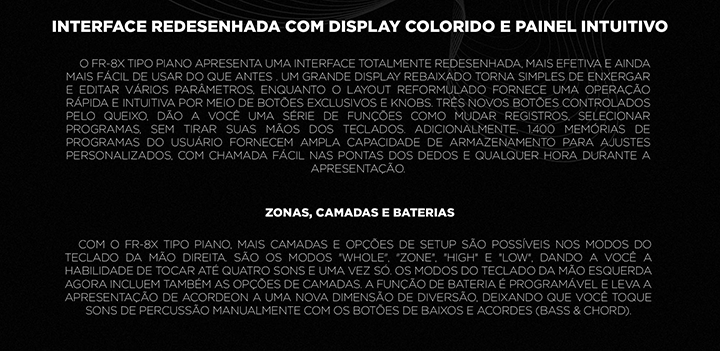 INTERFACE REDESENHADA COM DISPLAY COLORIDO E PAINEL INTUITIVO
O FR-8X TIPO PIANO APRESENTA UMA INTERFACE TOTALMENTE REDESENHADA, MAIS EFETIVA E AINDA
MAIS FÁCIL DE USAR DO QUE ANTES . UM GRANDE DISPLAY REBAIXADO TORNA SIMPLES DE ENXERGAR
E EDITAR VÁRIOS PARÂMETROS, ENQUANTO O LAYOUT REFORMULADO FORNECE UMA OPERAÇÃO
RÁPIDA E INTUITIVA POR MEIO DE BOTÕES EXCLUSIVOS E KNOBS. TRÊS NOVOS BOTÕES CONTROLADOS
PELO QUEIXO, DÃO A VOCÊ UMA SÉRIE DE FUNÇÕES COMO MUDAR REGISTROS, SELECIONAR
PROGRAMAS, SEM TIRAR SUAS MÃOS DOS TECLADOS. ADICIONALMENTE, 1.400 MEMÓRIAS DE
PROGRAMAS DO USUÁRIO FORNECEM AMPLA CAPACIDADE DE ARMAZENAMENTO PARA AJUSTES
PERSONALIZADOS, COM CHAMADA FÁCIL NAS PONTAS DOS DEDOS E QUALQUER HORA DURANTE A
APRESENTAÇÃO.
ZONAS, CAMADAS E BATERIAS
COM O FR-8X TIPO PIANO, MAIS CAMADAS E OPÇÕES DE SETUP SÃO POSSÍVEIS NOS MODOS DO
TECLADO DA MÃO DIREITA. SÃO OS MODOS "WHOLE", "ZONE", "HIGH" E "LOW", DANDO A VOCÊ A
HABILIDADE DE TOCAR ATÉ QUATRO SONS E UMA VEZ SÓ. OS MODOS DO TECLADO DA MÃO ESQUERDA
AGORA INCLUEM TAMBÉM AS OPÇÕES DE CAMADAS. A FUNÇÃO DE BATERIA É PROGRAMÁVEL E LEVA A
APRESENTAÇÃO DE ACORDEON A UMA NOVA DIMENSÃO DE DIVERSÃO, DEIXANDO QUE VOCÊ TOQUE
SONS DE PERCUSSÃO MANUALMENTE COM OS BOTÕES DE BAIXOS E ACORDES (BASS & CHORD).